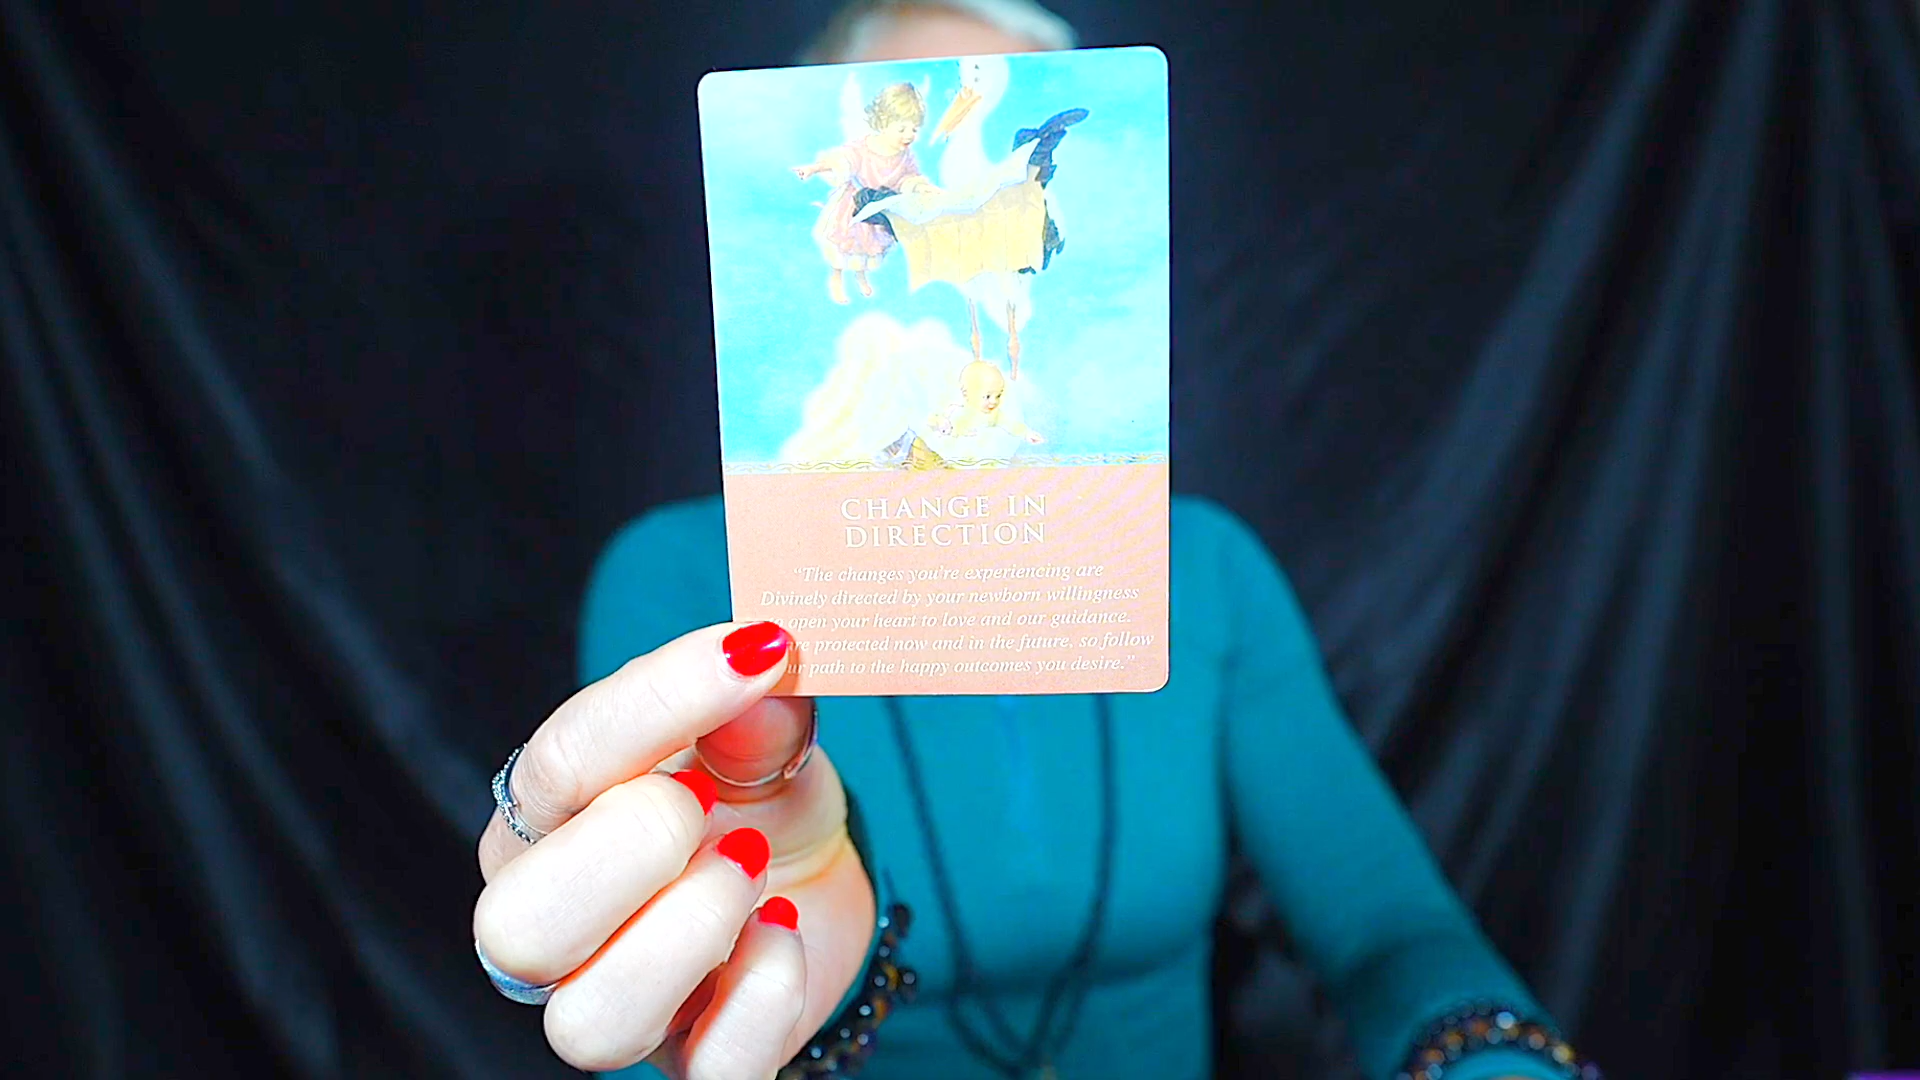 CHANGE IN
DIRECTION
“The changes you're experiencing are
Divinely directed by your newborn willingness
open your heart to love and our guidance.
are protected now and in the future, so follow
path to the happy outcomes you desire.”